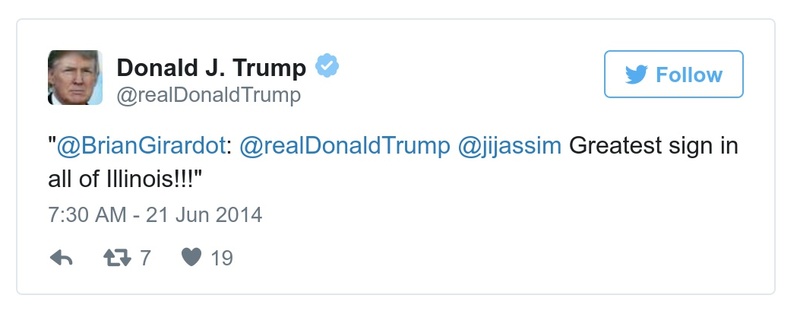 Donald J. Trump
@realDonaldTrump
Follow
"@BrianGirardot: @realDonaldTrump @jijassim Greatest sign in
all of Illinois!!!"
7:30 AM - 21 Jun 2014
7 19